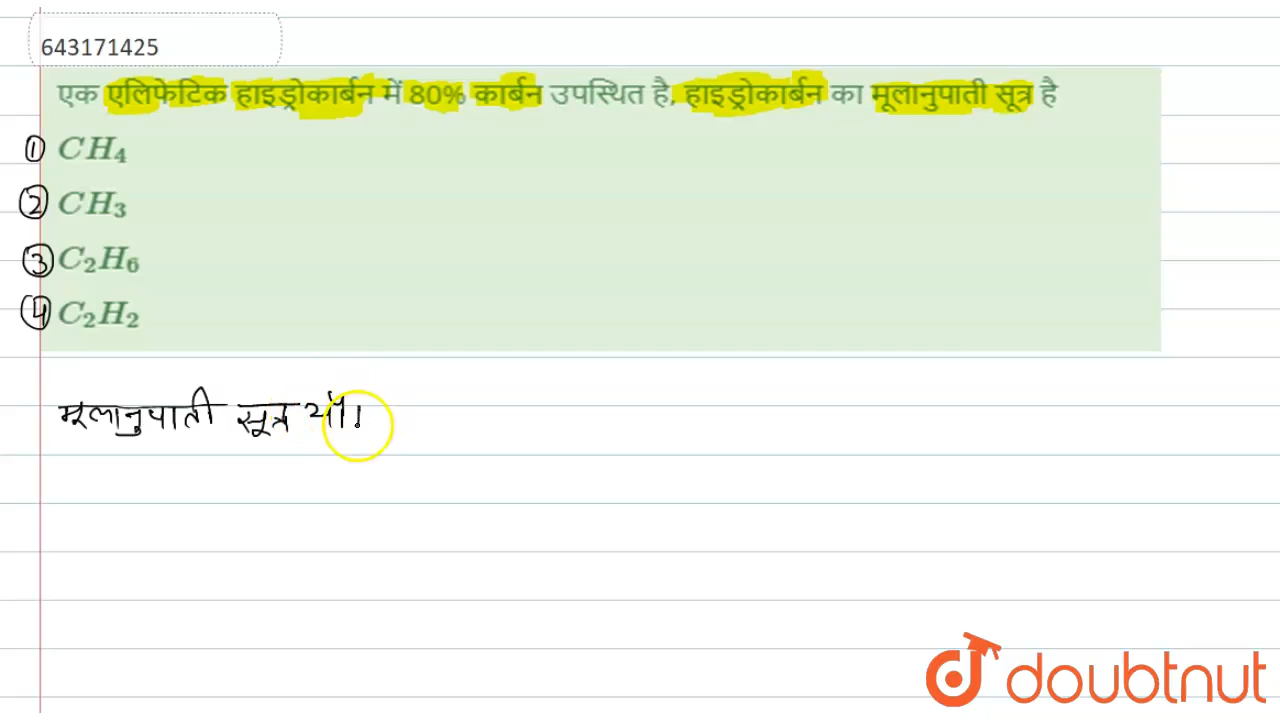 643171425
एक एलिफेटिक हाइड्रोकार्बन में 80% कार्बन उपस्थित है, हाइड्रोकार्बन का मूलानुपाती सूत्र है
① CH₄
② CH₃
③ C₂H₆
④ C₂H₂
मूलानुपाती सूत्र
doubtnut